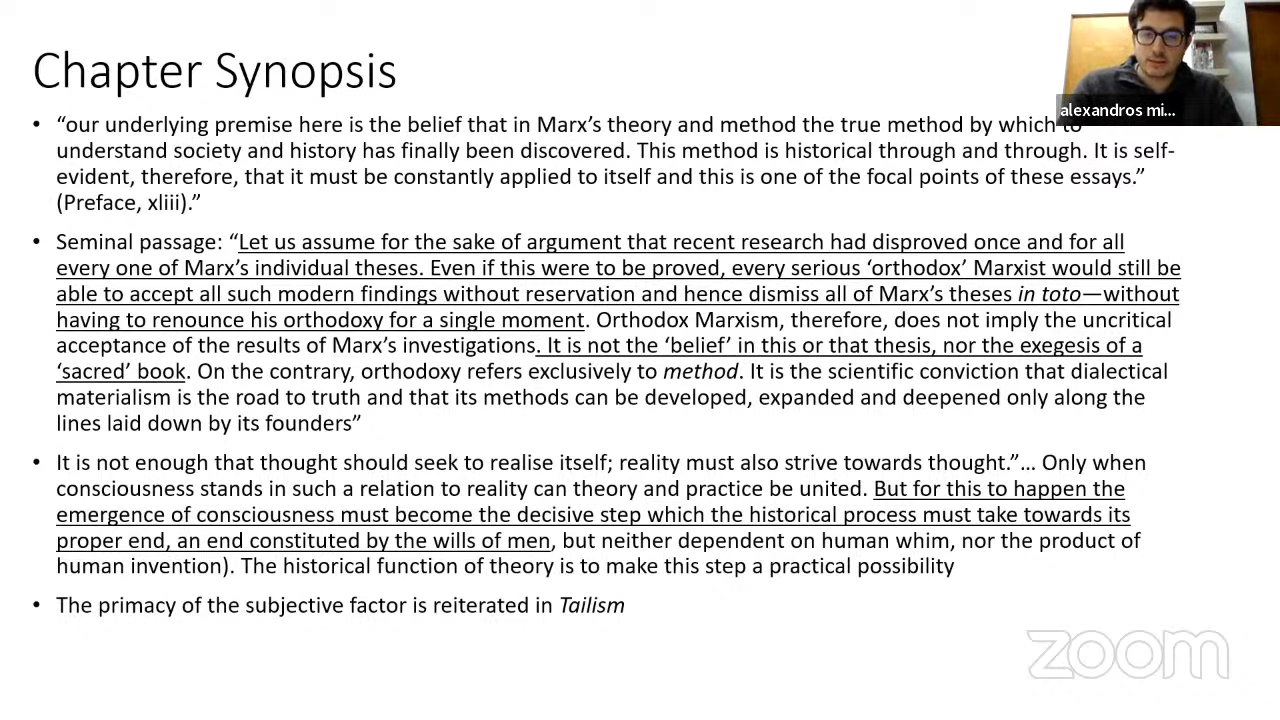 Chapter Synopsis
alexandros mi...
• “our underlying premise here is the belief that in Marx’s theory and method the true method by which to
understand society and history has finally been discovered. This method is historical through and through. It is self-
evident, therefore, that it must be constantly applied to itself and this is one of the focal points of these essays.”
(Preface, xliii).”
• Seminal passage: “Let us assume for the sake of argument that recent research had disproved once and for all
every one of Marx’s individual theses. Even if this were to be proved, every serious ‘orthodox’ Marxist would still be
able to accept all such modern findings without reservation and hence dismiss all of Marx’s theses in toto—without
having to renounce his orthodoxy for a single moment. Orthodox Marxism, therefore, does not imply the uncritical
acceptance of the results of Marx’s investigations. It is not the ‘belief’ in this or that thesis, nor the exegesis of a
‘sacred’ book. On the contrary, orthodoxy refers exclusively to method. It is the scientific conviction that dialectical
materialism is the road to truth and that its methods can be developed, expanded and deepened only along the
lines laid down by its founders”
• It is not enough that thought should seek to realise itself; reality must also strive towards thought.”… Only when
consciousness stands in such a relation to reality can theory and practice be united. But for this to happen the
emergence of consciousness must become the decisive step which the historical process must take towards its
proper end, an end constituted by the wills of men, but neither dependent on human whim, nor the product of
human invention). The historical function of theory is to make this step a practical possibility
• The primacy of the subjective factor is reiterated in Tailism
zoom